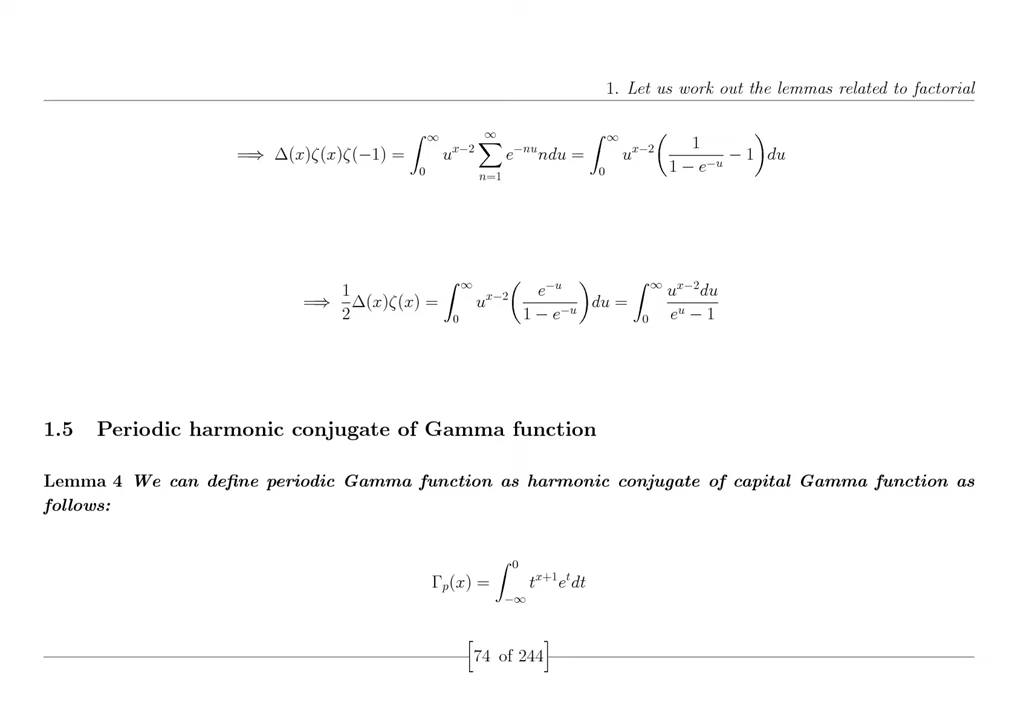 1. Let us work out the lemmas related to factorial
⟹ Δ(x)ζ(x)ζ(−1) = ∫_0^∞ u^{x−2} ∑_{n=1}^∞ e^{−nu} ndu = ∫_0^∞ u^{x−2} ( 1 / (1 − e^{−u}) − 1 ) du
⟹ 1/2 Δ(x)ζ(x) = ∫_0^∞ u^{x−2} ( e^{−u} / (1 − e^{−u}) ) du = ∫_0^∞ u^{x−2}du / (e^u − 1)
1.5 Periodic harmonic conjugate of Gamma function
Lemma 4 We can define periodic Gamma function as harmonic conjugate of capital Gamma function as
follows:
Γ_p(x) = ∫_{−∞}^0 t^{x+1} e^t dt
[74 of 244]